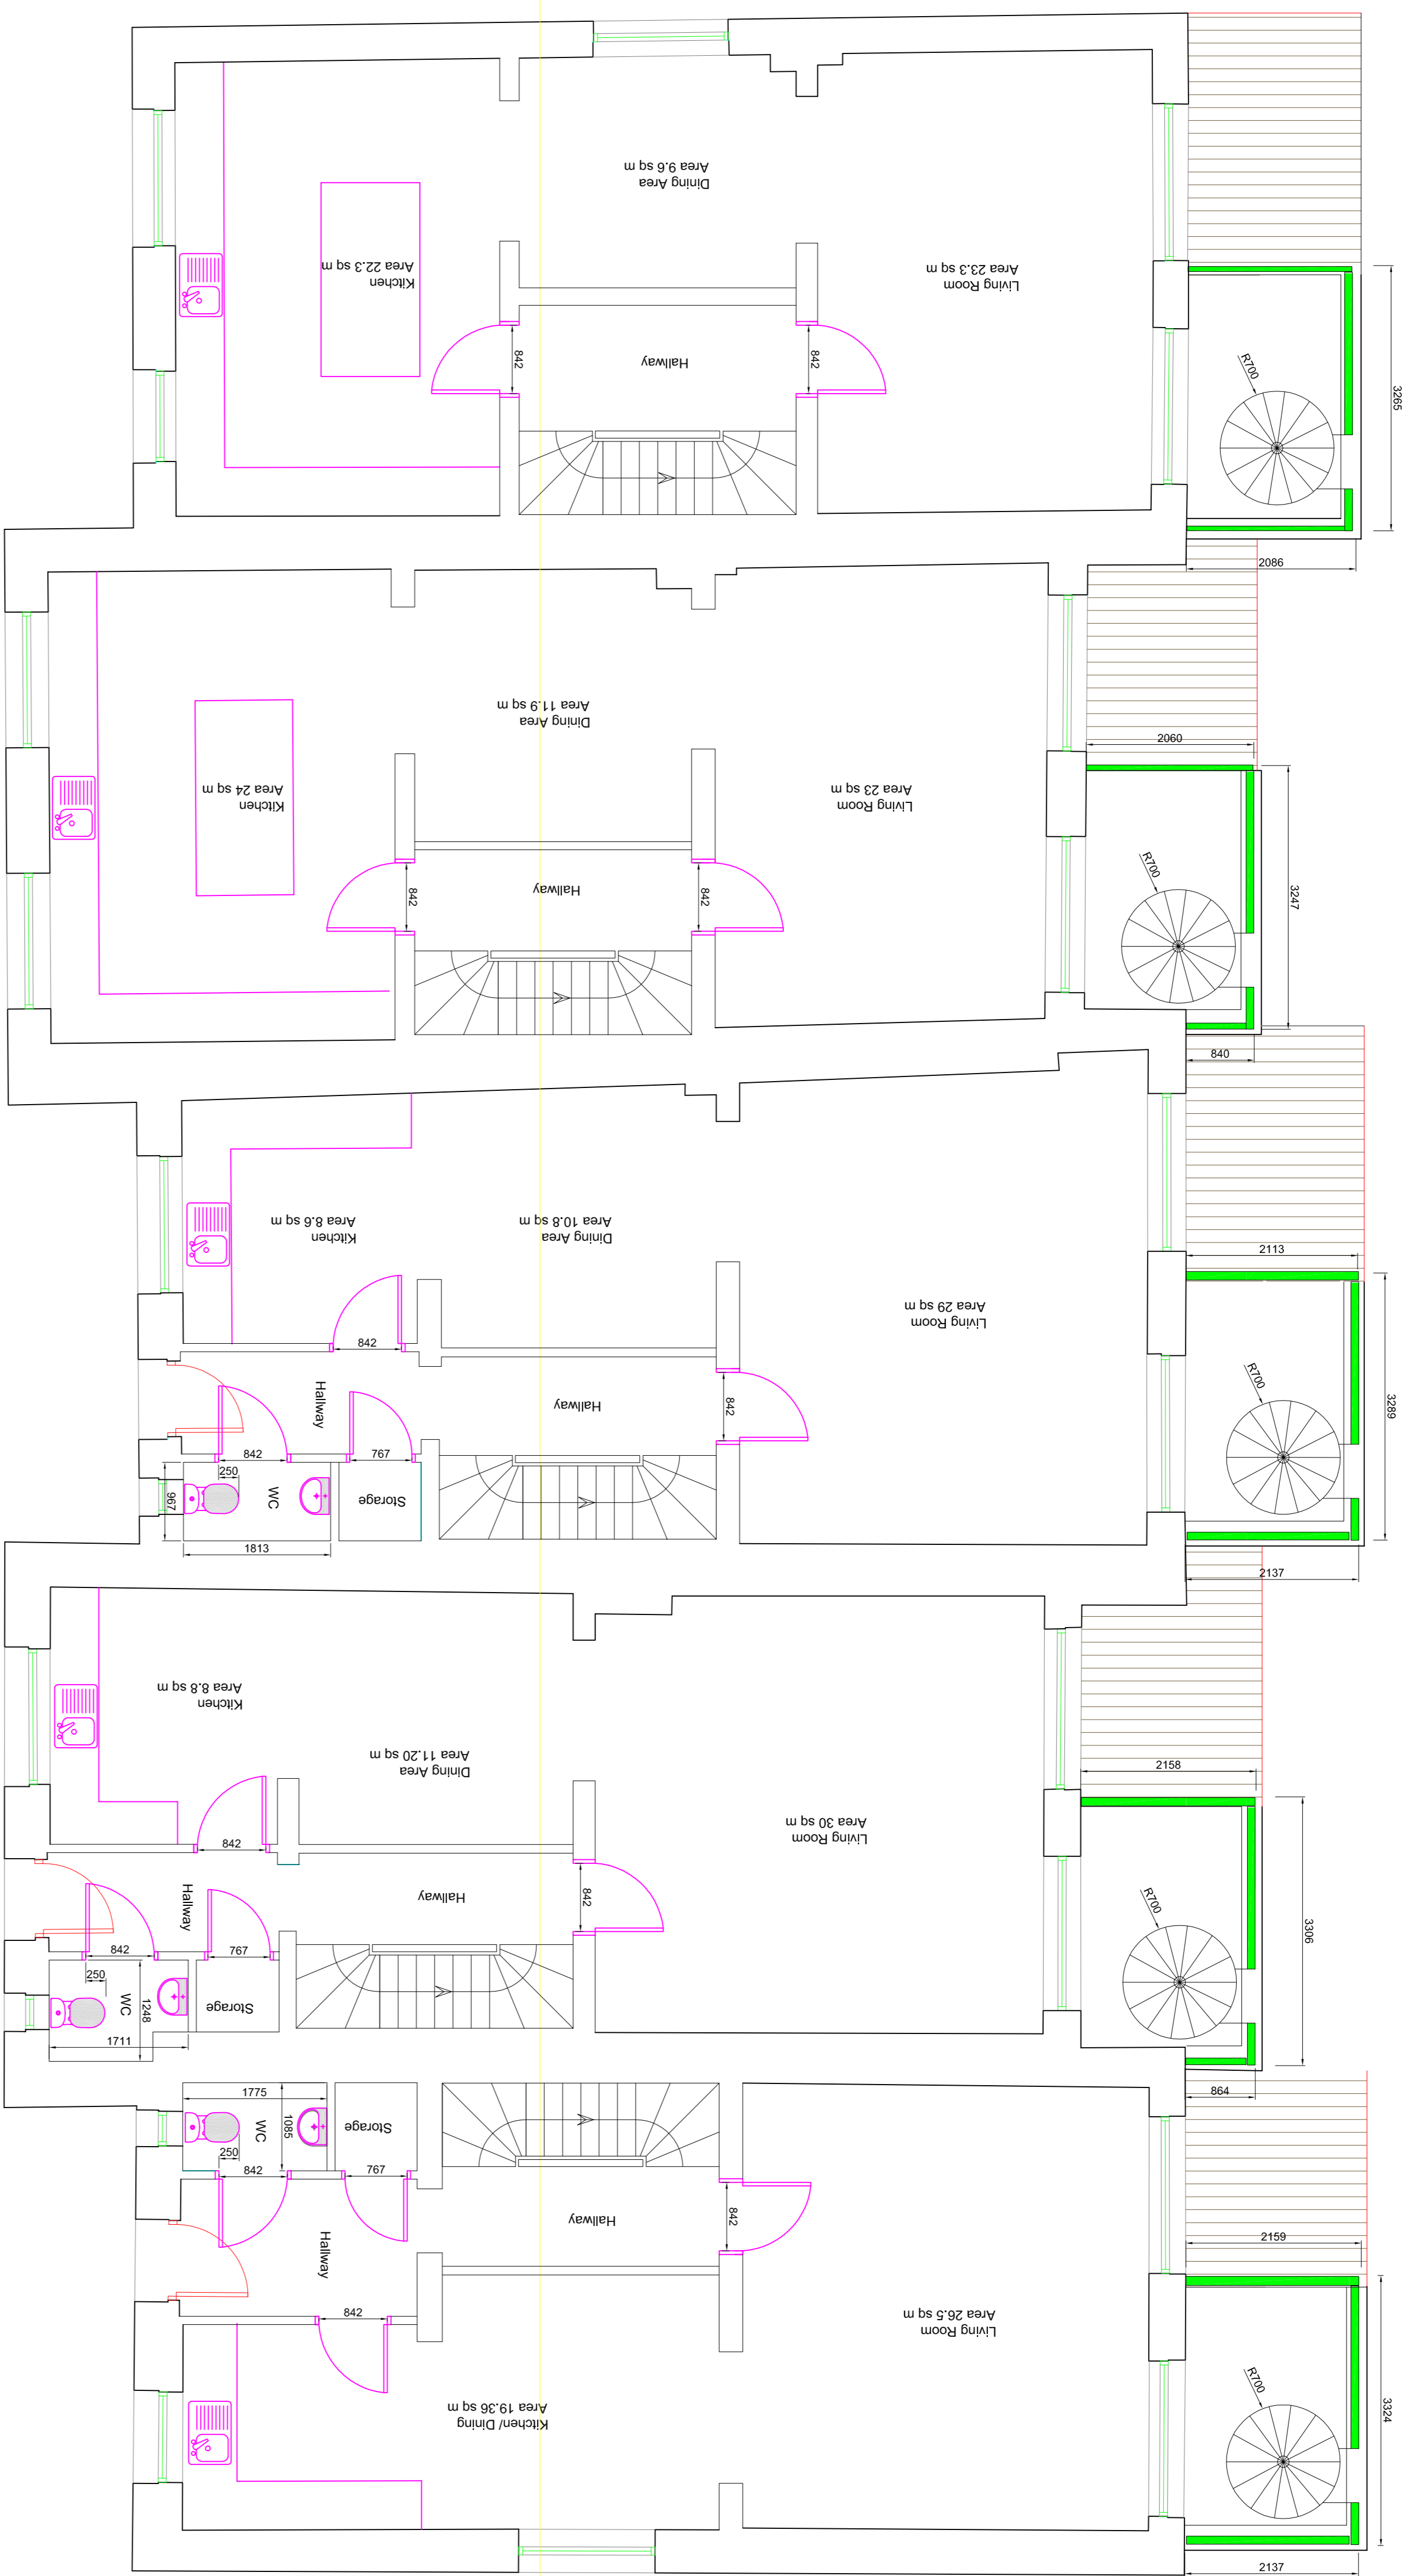 Dining Area
Area 9.6 sq m
Kitchen
Area 22.3 sq m
Living Room
Area 23.3 sq m
Hallway
842
842
R700
3265
2086
Dining Area
Area 11.9 sq m
Kitchen
Area 24 sq m
Living Room
Area 23 sq m
Hallway
842
842
2060
R700
3247
840
Kitchen
Area 8.6 sq m
Dining Area
Area 10.8 sq m
Living Room
Area 29 sq m
842
Hallway
Hallway
842
842
767
250
WC
967
Storage
1813
2113
R700
3289
2137
Kitchen
Area 8.8 sq m
Dining Area
Area 11.20 sq m
Living Room
Area 30 sq m
842
Hallway
Hallway
842
842
767
250
WC
1248
Storage
1711
2158
R700
3306
864
1775
WC
1085
Storage
250
842
767
Hallway
Hallway
842
842
Kitchen/ Dining
Area 19.36 sq m
Living Room
Area 26.5 sq m
2159
R700
3324
2137